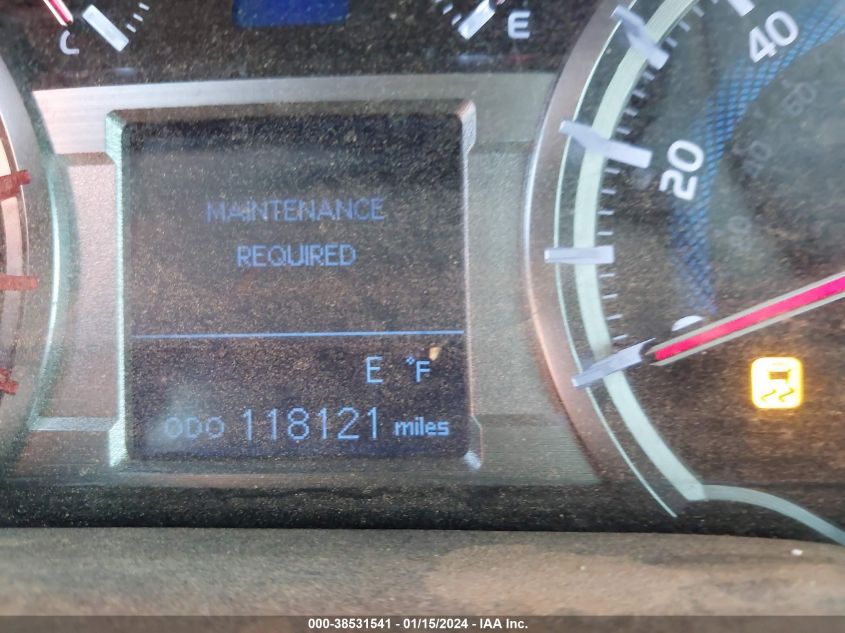 C
E
40
20
MAINTENANCE
REQUIRED
E °F
ODO 118121 miles
000-38531541 - 01/15/2024 - IAA Inc.